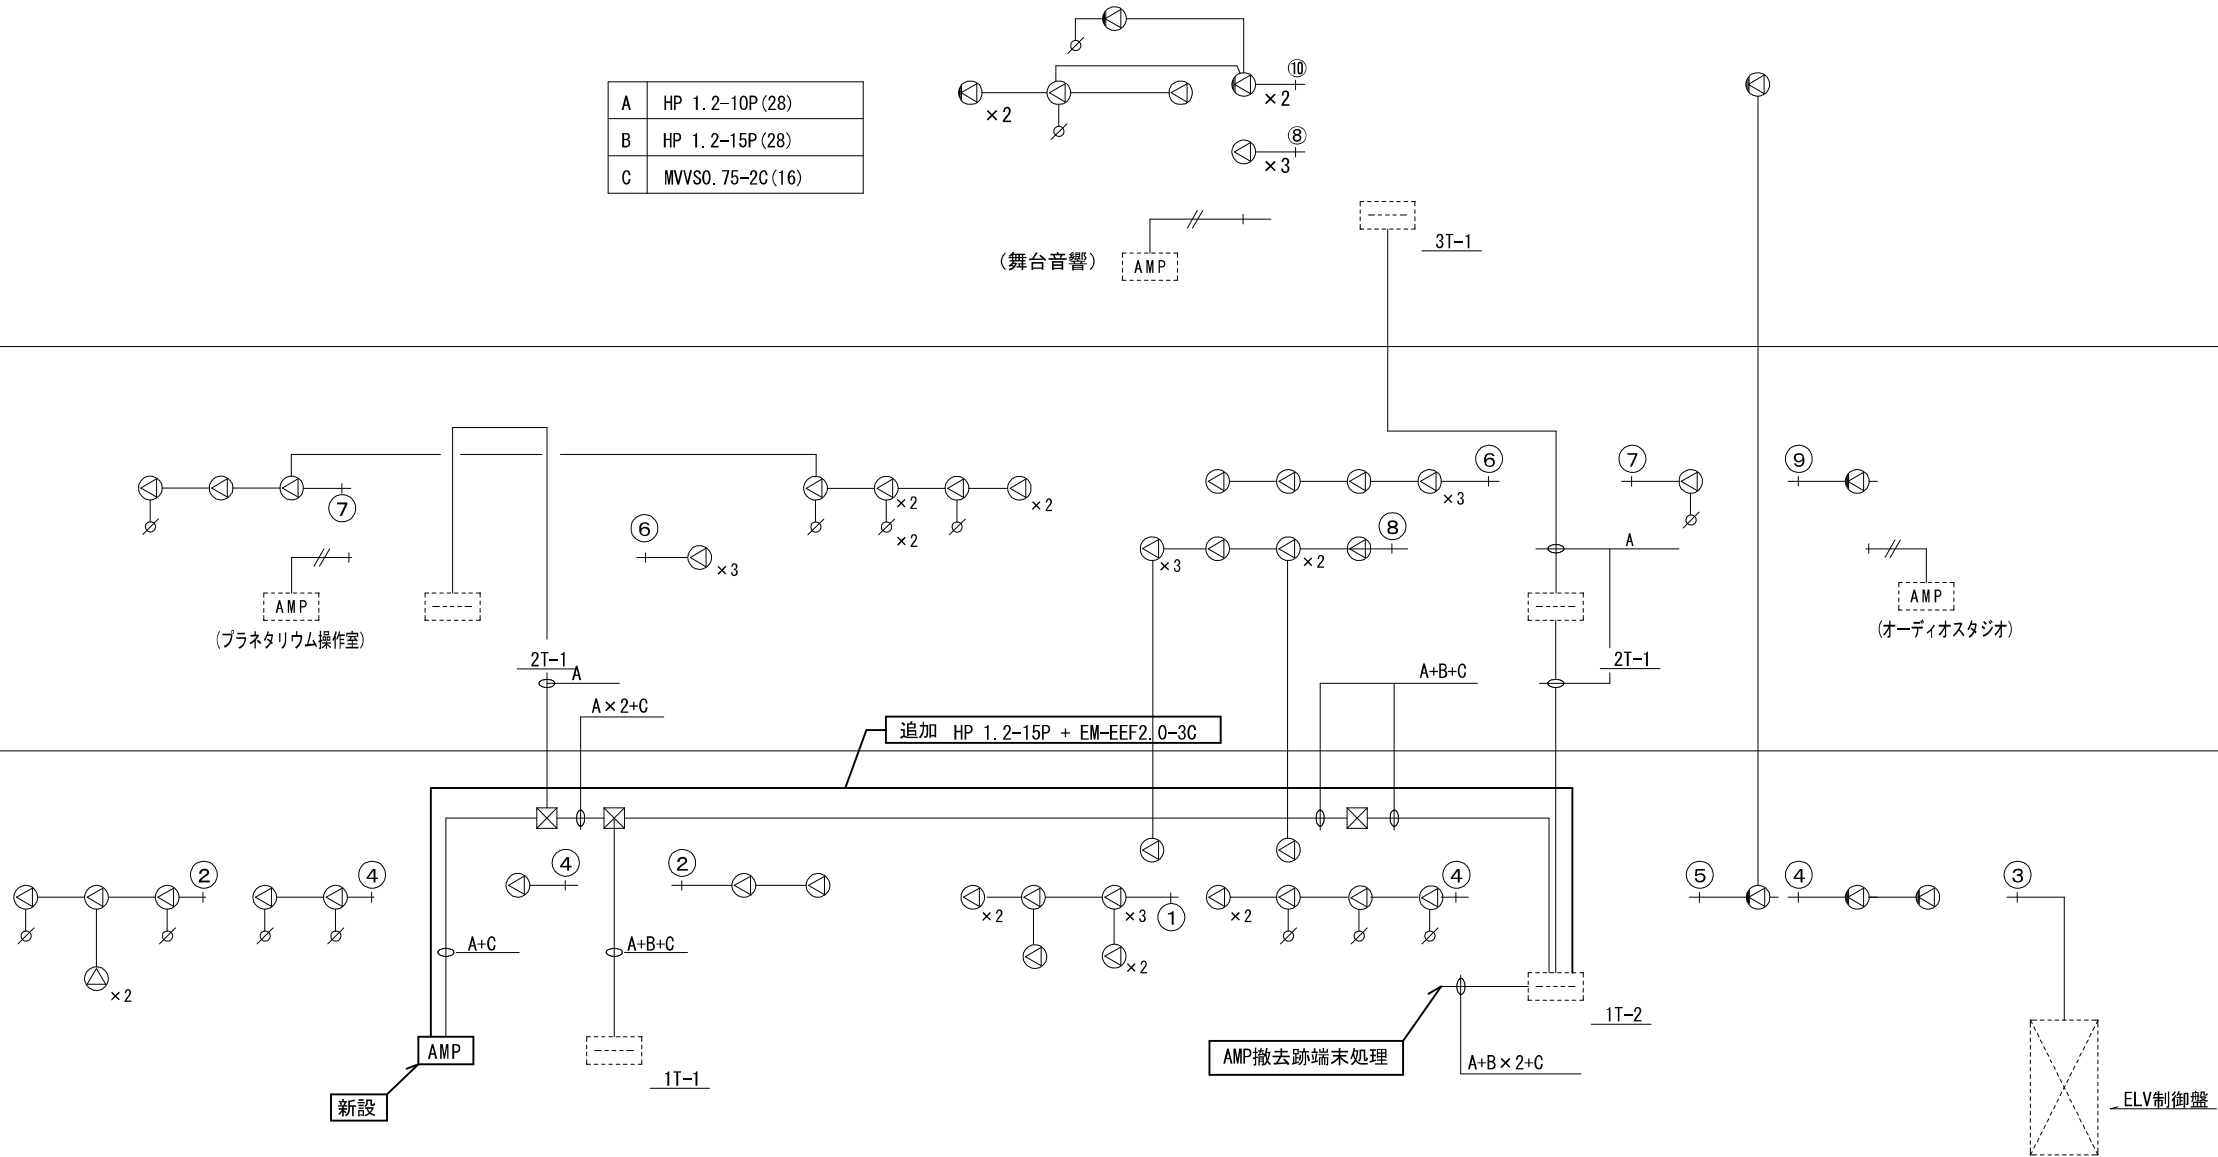 ⑩
×2
×2
A HP 1.2-10P(28)
B HP 1.2-15P(28)
C MVVS0.75-2C(16)
⑧
×3
3T-1
(舞台音響) AMP
⑥ ⑦ ⑨
×3
⑦
×2 ×2
×2
⑥
×3
⑧
×3 ×2
A
AMP
(プラネタリウム操作室)
AMP
(オーディオスタジオ)
2T-1
A
2T-1
A+B+C
A×2+C
追加 HP 1.2-15P + EM-EEF2.0-3C
② ④ ④ ② ④ ⑤ ④ ③
×2 ×3 ① ×2
A+C A+B+C
×2
×2
1T-2
AMP
1T-1
AMP撤去跡端末処理
A+B×2+C
新設
ELV制御盤